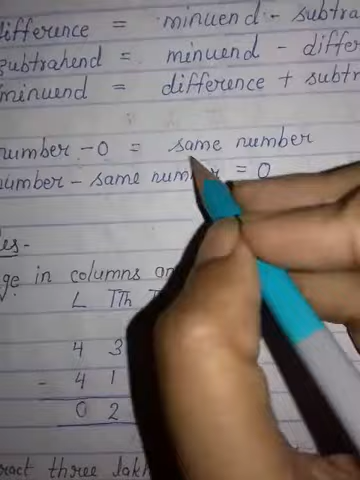 difference = minuend - subtra
subtrahend = minuend - differ
minuend = difference + subtr
number - 0 = same number
number - same num r = 0
es-
ge in columns an
L TTh T
4 3
- 4 1
0 2
ract three lakh